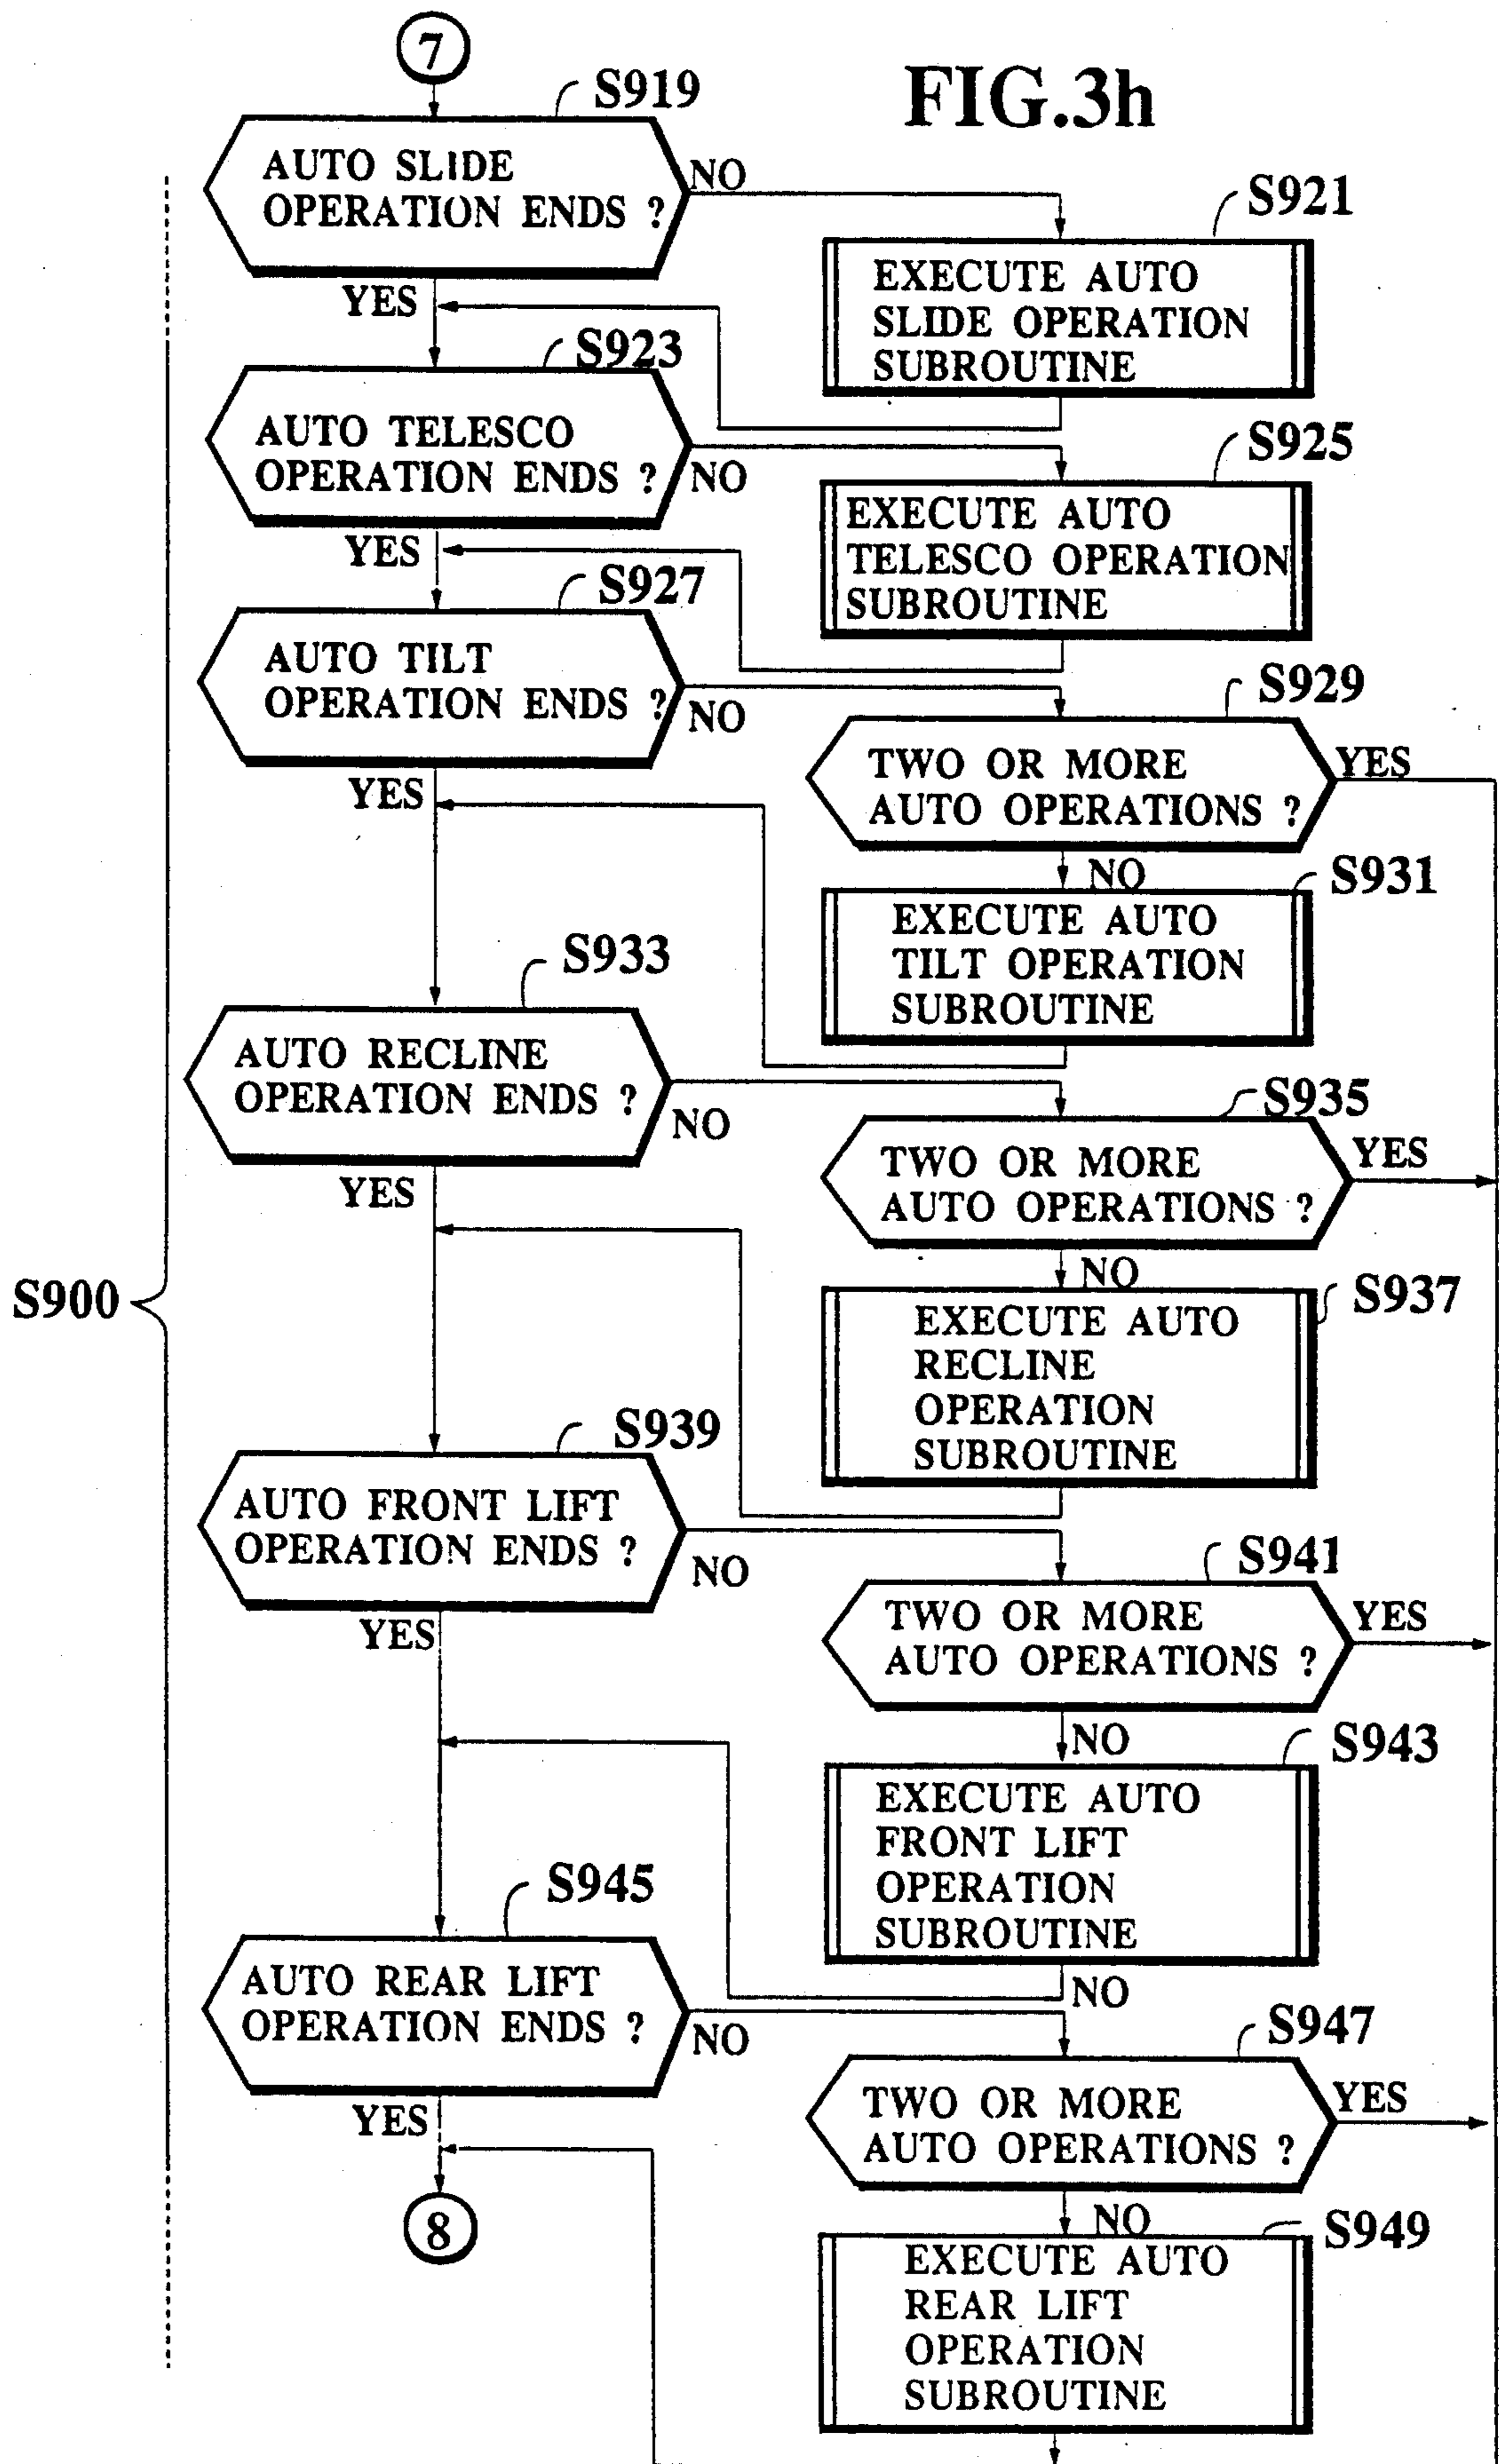 7
FIG.3h
S919
AUTO SLIDE
OPERATION ENDS ?
NO
S921
EXECUTE AUTO
SLIDE OPERATION
SUBROUTINE
YES
S923
AUTO TELESCO
OPERATION ENDS ?
NO
S925
EXECUTE AUTO
TELESCO OPERATION
SUBROUTINE
YES
S927
AUTO TILT
OPERATION ENDS ?
NO
S929
TWO OR MORE
AUTO OPERATIONS ?
YES
YES
NO
S931
EXECUTE AUTO
TILT OPERATION
SUBROUTINE
S933
AUTO RECLINE
OPERATION ENDS ?
NO
S935
TWO OR MORE
AUTO OPERATIONS ?
YES
YES
NO
S900
S937
EXECUTE AUTO
RECLINE
OPERATION
SUBROUTINE
S939
AUTO FRONT LIFT
OPERATION ENDS ?
NO
S941
TWO OR MORE
AUTO OPERATIONS ?
YES
YES
NO
S943
EXECUTE AUTO
FRONT LIFT
OPERATION
SUBROUTINE
NO
S945
AUTO REAR LIFT
OPERATION ENDS ?
NO
S947
TWO OR MORE
AUTO OPERATIONS ?
YES
YES
NO
8
S949
EXECUTE AUTO
REAR LIFT
OPERATION
SUBROUTINE